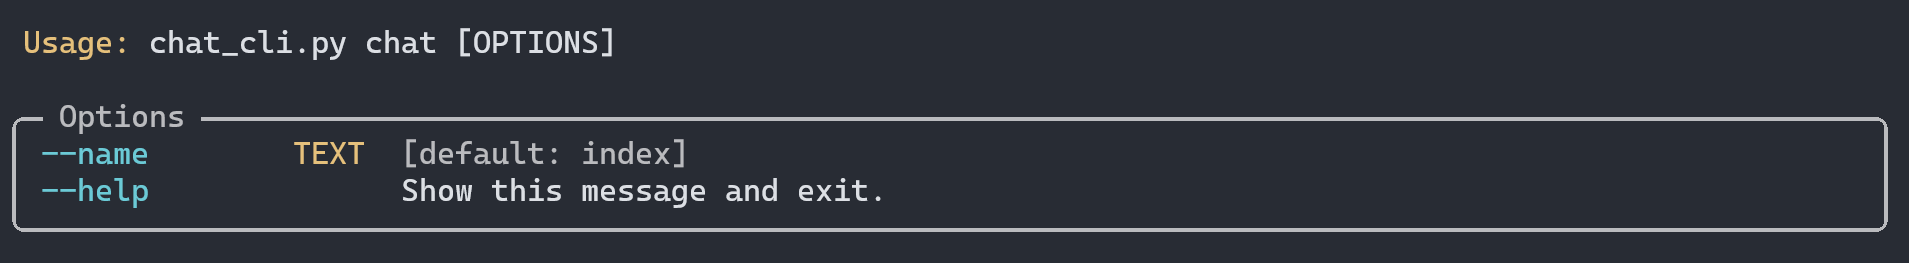 Usage: chat_cli.py chat [OPTIONS]
Options
--name TEXT [default: index]
--help Show this message and exit.